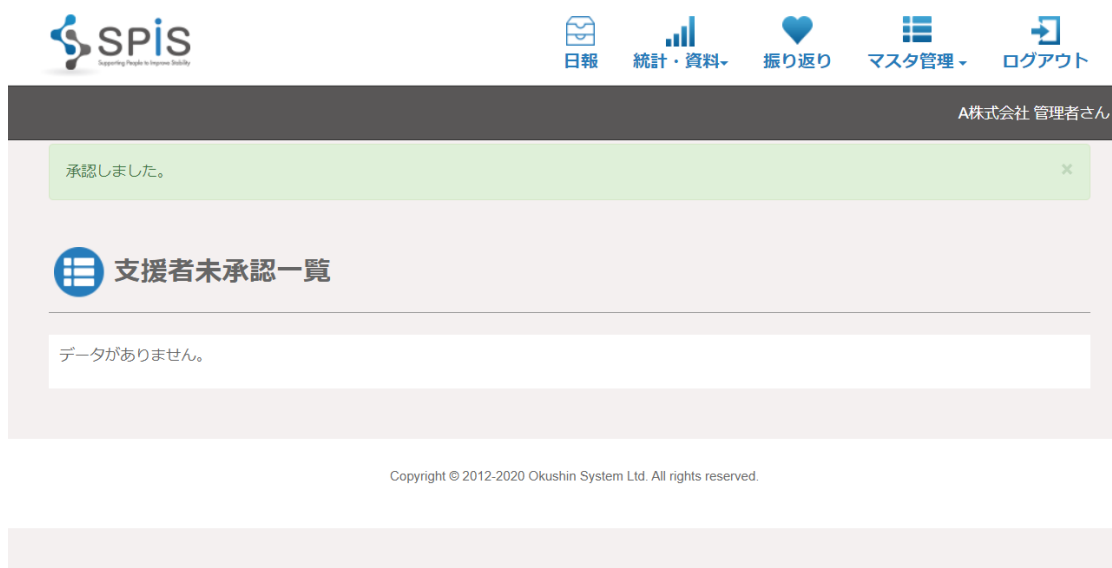 SPiS
Supporting People to Improve Stability
日報
統計・資料
振り返り
マスタ管理
ログアウト
A株式会社 管理者さん
承認しました。
×
支援者未承認一覧
データがありません。
Copyright © 2012-2020 Okushin System Ltd. All rights reserved.